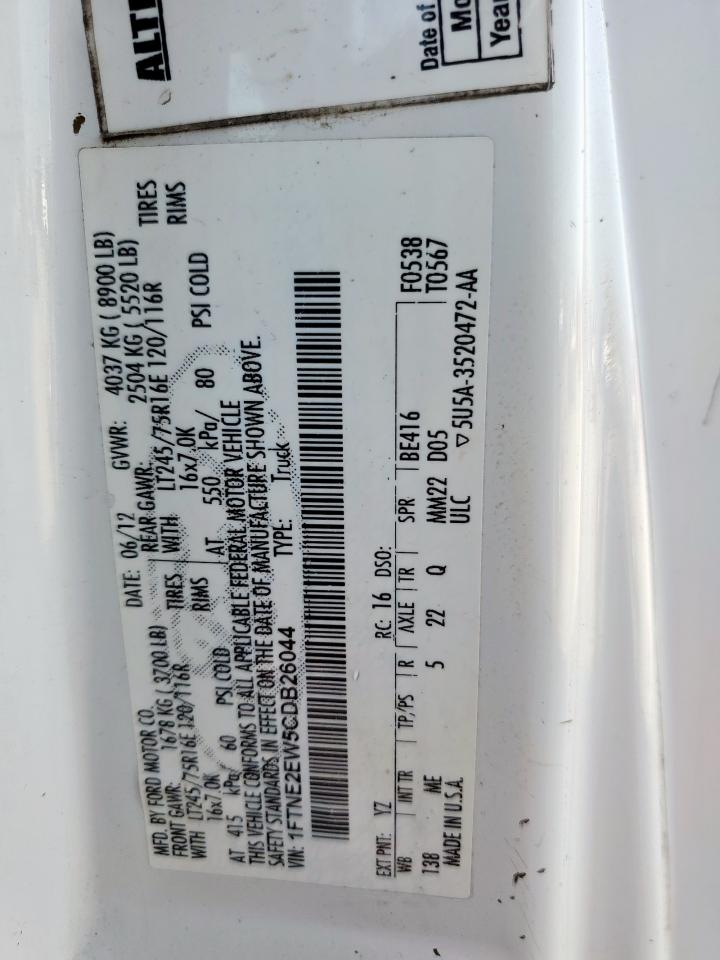 MFD. BY FORD MOTOR CO.
DATE: 06/12
GVWR: 4037 KG ( 8900 LB)
FRONT GAWR: 1678 KG ( 3700 LB)
REAR GAWR: 2504 KG ( 5520 LB)
WITH LT245/75R16E 120/116R TIRES
WITH LT245/75R16E 120/116R TIRES
16x7.0K RIMS
16x7.0K RIMS
AT 415 kPa/ 60 PSI COLD
AT 550 kPa/ 80 PSI COLD
THIS VEHICLE CONFORMS TO ALL APPLICABLE FEDERAL MOTOR VEHICLE
SAFETY STANDARDS IN EFFECT ON THE DATE OF MANUFACTURE SHOWN ABOVE.
VIN: 1FTNE2EW5CDB26044
TYPE: Truck
EXT PNT: YZ RC: 16 DSO: F0538
WB INT TR TP/PS R AXLE TR SPR BE416 T0567
138 ME 5 22 Q MM22 D05
MADE IN U.S.A. ULC ▽5U5A-3520472-AA
Date of
Year